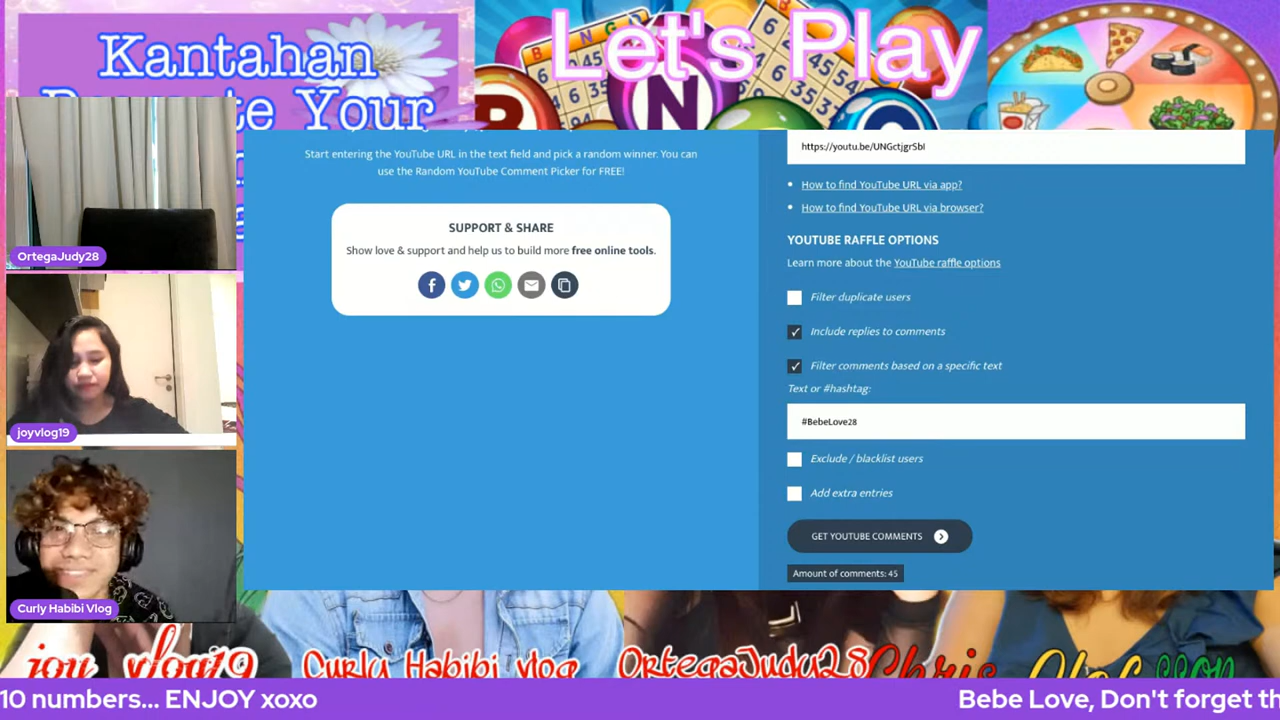 Kantahan
Let's Play
te Your
B I N G
N
OrtegaJudy28
joyvlog19
Curly Habibi Vlog
Start entering the YouTube URL in the text field and pick a random winner. You can
use the Random YouTube Comment Picker for FREE!
SUPPORT & SHARE
Show love & support and help us to build more free online tools.
https://youtu.be/UNGctjgrSbI
How to find YouTube URL via app?
How to find YouTube URL via browser?
YOUTUBE RAFFLE OPTIONS
Learn more about the YouTube raffle options
Filter duplicate users
Include replies to comments
Filter comments based on a specific text
Text or #hashtag:
#BebeLove28
Exclude / blacklist users
Add extra entries
GET YOUTUBE COMMENTS
Amount of comments: 45
joy vlog19
Curly Habibi vlog
OrtegaJudy28
Chris
10 numbers... ENJOY xoxo
Bebe Love, Don't forget th